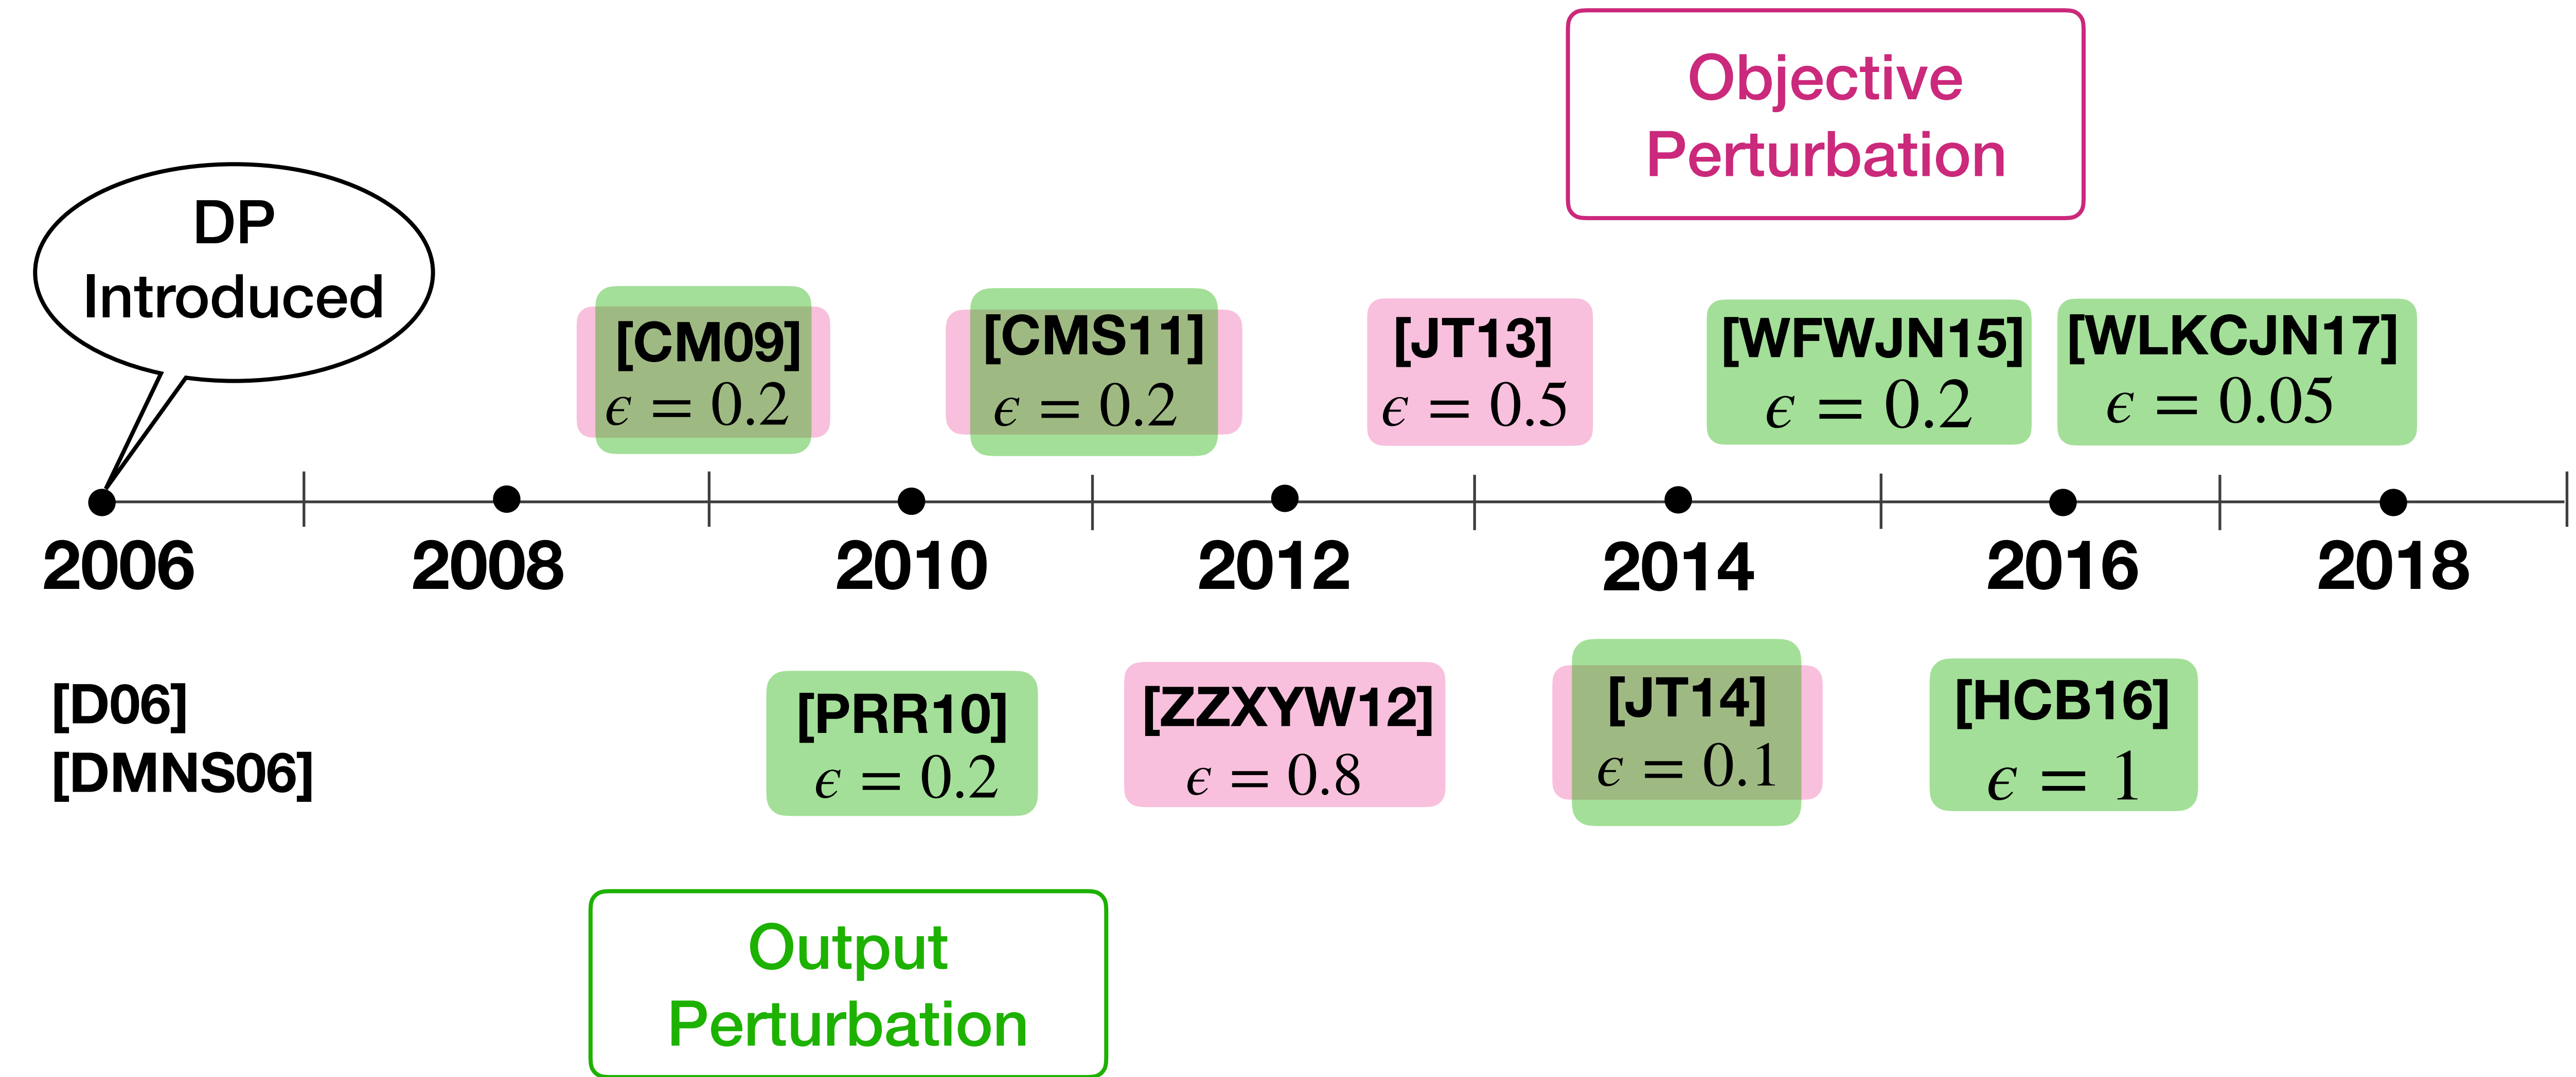 Objective
Perturbation
DP
Introduced
[CM09]
ϵ = 0.2
[CMS11]
ϵ = 0.2
[JT13]
ϵ = 0.5
[WFWJN15]
ϵ = 0.2
[WLKCJN17]
ϵ = 0.05
2006 2008 2010 2012 2014 2016 2018
[D06]
[DMNS06]
[PRR10]
ϵ = 0.2
[ZZXYW12]
ϵ = 0.8
[JT14]
ϵ = 0.1
[HCB16]
ϵ = 1
Output
Perturbation